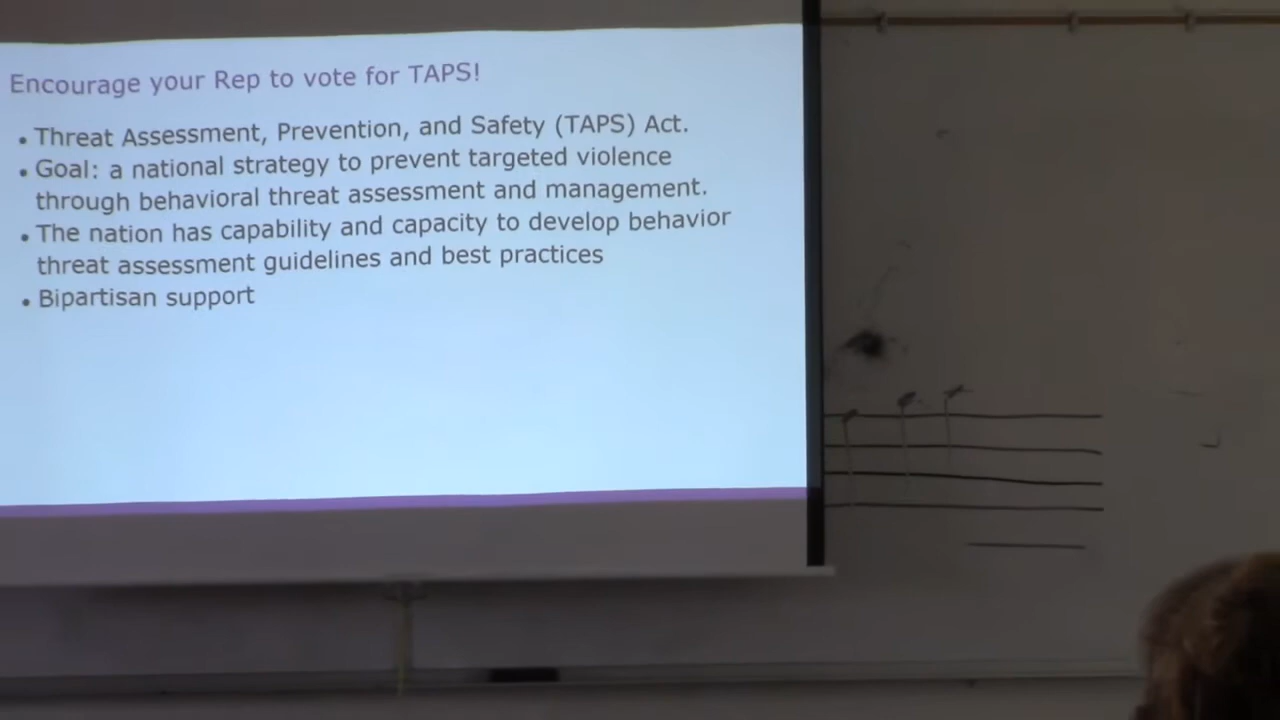 Encourage your Rep to vote for TAPS!
• Threat Assessment, Prevention, and Safety (TAPS) Act.
• Goal: a national strategy to prevent targeted violence
through behavioral threat assessment and management.
• The nation has capability and capacity to develop behavior
threat assessment guidelines and best practices
• Bipartisan support